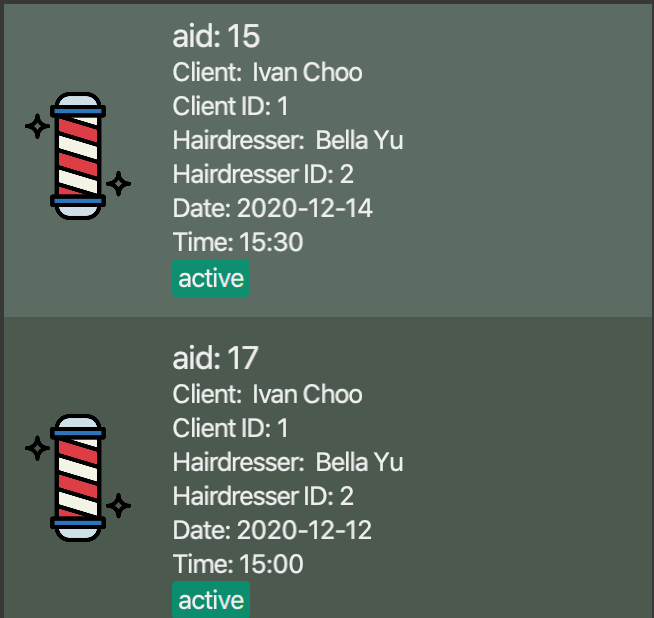 aid: 15
Client: Ivan Choo
Client ID: 1
Hairdresser: Bella Yu
Hairdresser ID: 2
Date: 2020-12-14
Time: 15:30
active
aid: 17
Client: Ivan Choo
Client ID: 1
Hairdresser: Bella Yu
Hairdresser ID: 2
Date: 2020-12-12
Time: 15:00
active